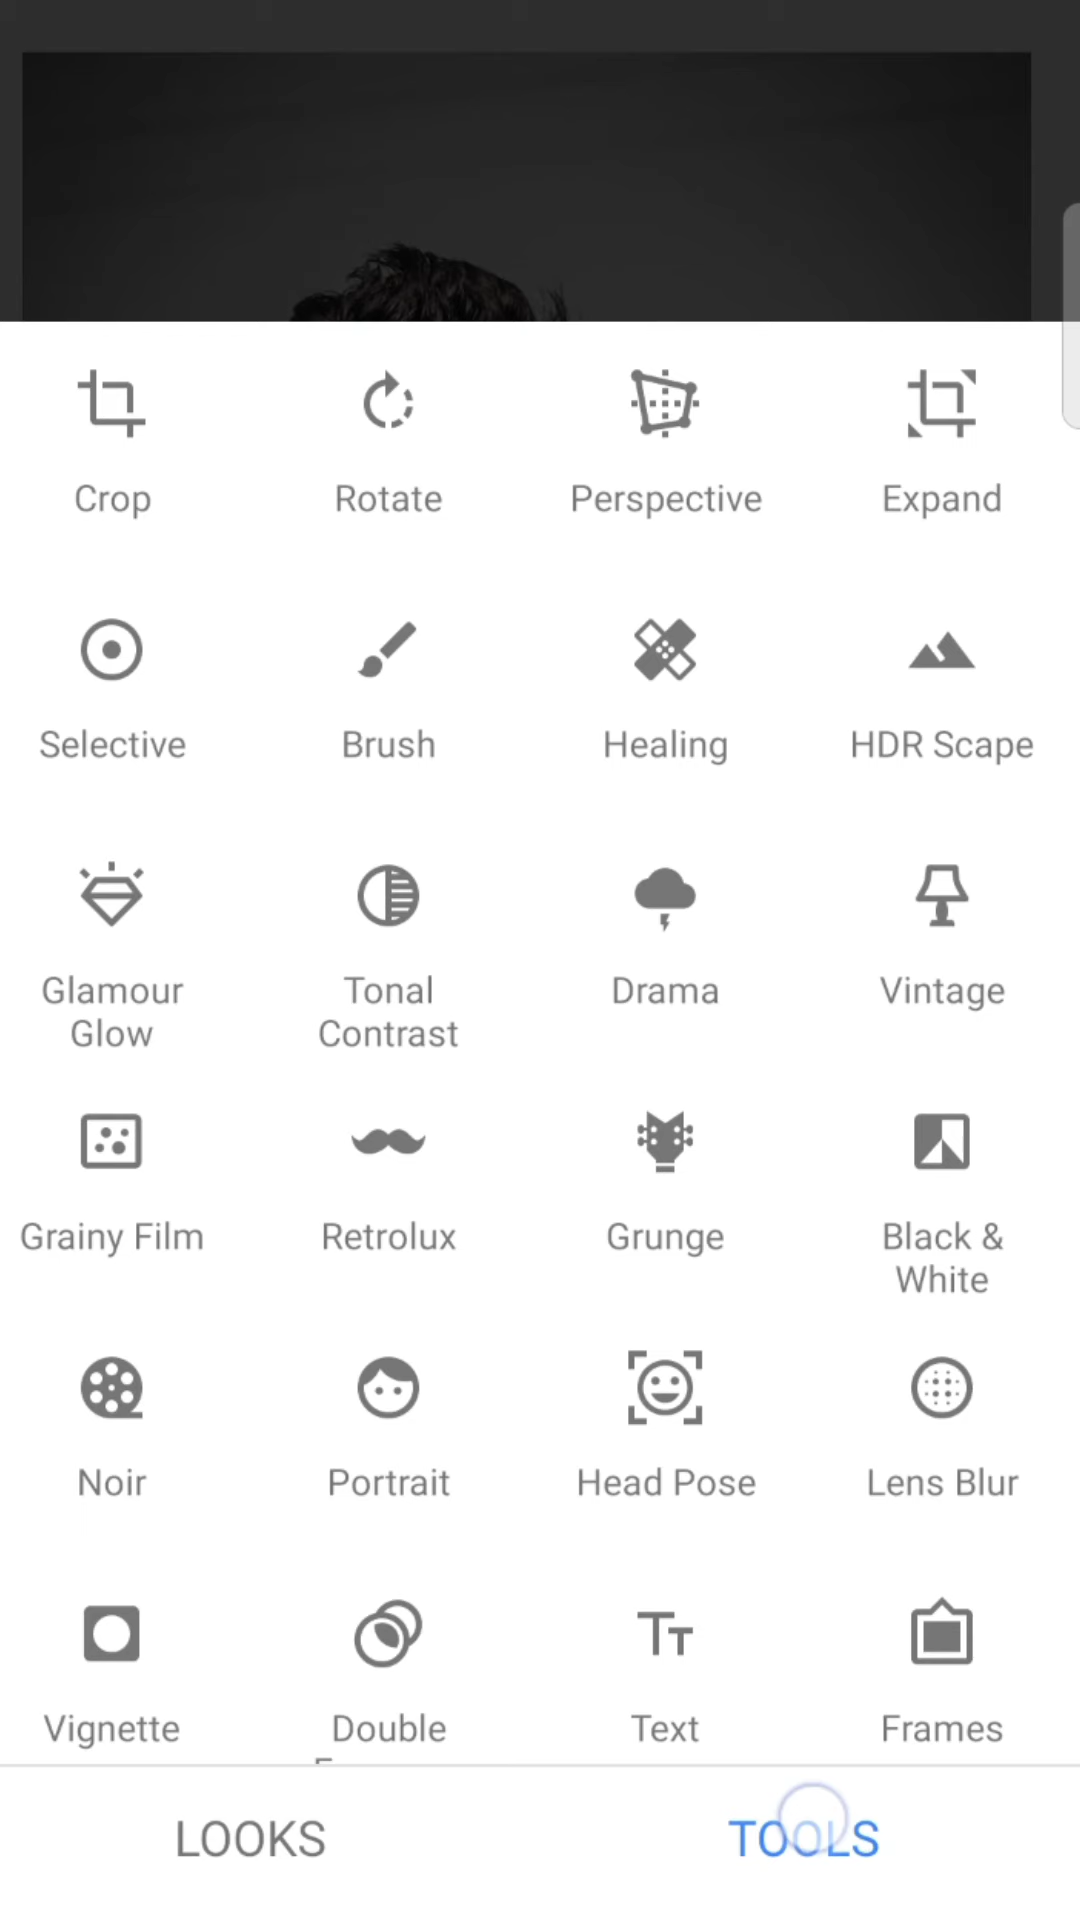 Crop Rotate Perspective Expand
Selective Brush Healing HDR Scape
Glamour Glow Tonal Contrast Drama Vintage
Grainy Film Retrolux Grunge Black & White
Noir Portrait Head Pose Lens Blur
Vignette Double Text Frames
LOOKS TOOLS